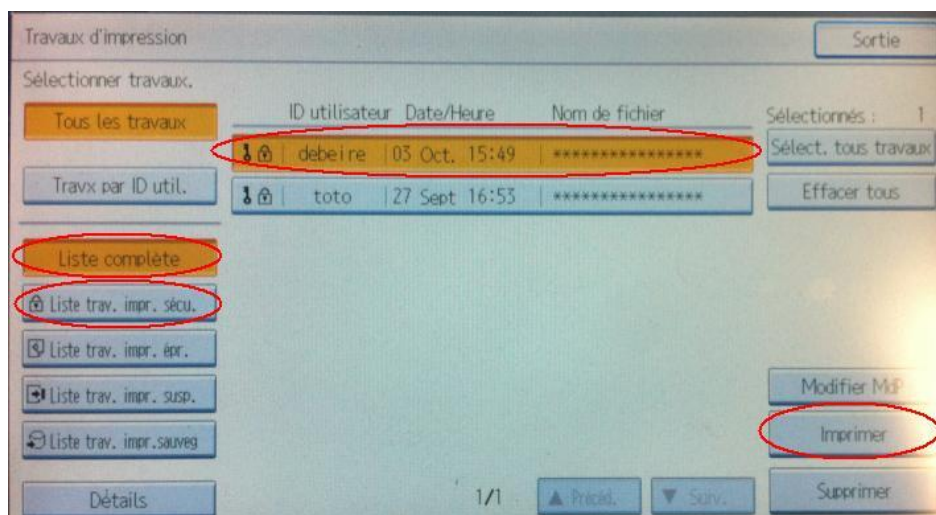 Travaux d'impression
Sortie
Sélectionner travaux.
Tous les travaux
ID utilisateur Date/Heure Nom de fichier
Sélectionnés : 1
debeire 03 Oct. 15:49 ****************
Sélect. tous travaux
Travx par ID util.
toto 27 Sept 16:53 ****************
Effacer tous
Liste complète
Liste trav. impr. sécu.
Liste trav. impr. épr.
Liste trav. impr. susp.
Modifier MdP
Liste trav. impr.sauveg
Imprimer
Détails
1/1
▲ Précéd.
▼ Suiv.
Supprimer